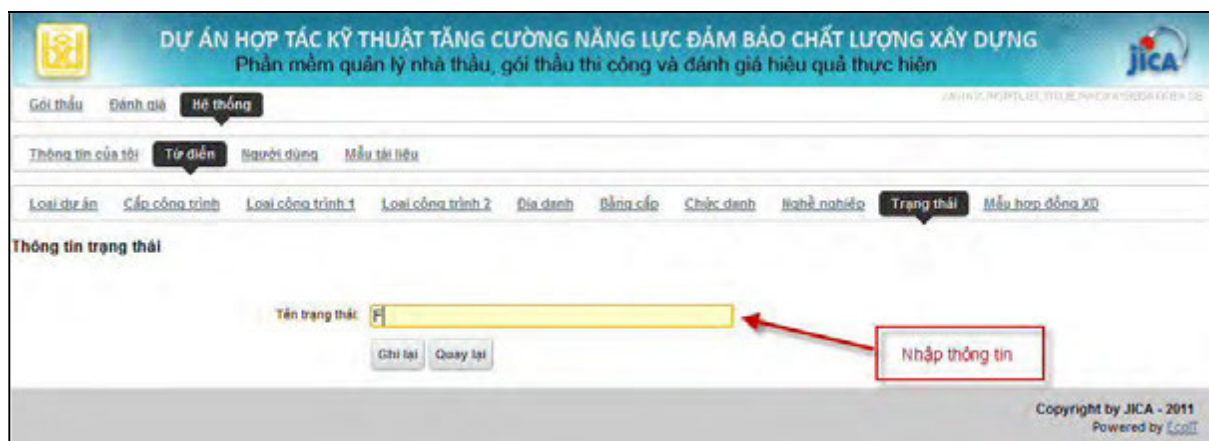 DỰ ÁN HỢP TÁC KỸ THUẬT TĂNG CƯỜNG NĂNG LỰC ĐẢM BẢO CHẤT LƯỢNG XÂY DỰNG
Phần mềm quản lý nhà thầu, gói thầu thi công và đánh giá hiệu quả thực hiện
jICA
Gói thầu Đánh giá Hệ thống
Thông tin của tôi Từ điển Người dùng Mẫu tài liệu
Loại dự án Cấp công trình Loại công trình 1 Loại công trình 2 Địa danh Bằng cấp Chức danh Nghề nghiệp Trạng thái Mẫu hợp đồng XD
Thông tin trạng thái
Tên trạng thái: F
Nhập thông tin
Ghi lại Quay lại
Copyright by JICA - 2011
Powered by EcoIT